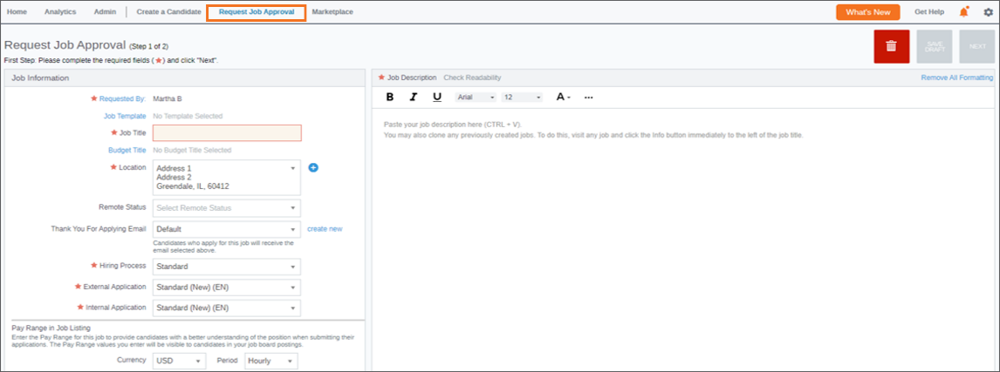 Home Analytics Admin Create a Candidate Request Job Approval Marketplace What's New Get Help
Request Job Approval (Step 1 of 2)
SAVE DRAFT
NEXT
First Step: Please complete the required fields (★) and click "Next".
Job Information
★ Requested By Martha B
Job Template No Template Selected
★ Job Title
Budget Title No Budget Title Selected
★ Location Address 1
Address 2
Greendale, IL, 60412
Remote Status Select Remote Status
Thank You For Applying Email Default create new
Candidates who apply for this job will receive the
email selected above.
★ Hiring Process Standard
★ External Application Standard (New) (EN)
★ Internal Application Standard (New) (EN)
Pay Range in Job Listing
Enter the Pay Range for this job to provide candidates with a better understanding of the position when submitting their
applications. The Pay Range values you enter will be visible to candidates in your job board postings.
Currency USD Period Hourly
★ Job Description Check Readability Remove All Formatting
B I U Arial 12 A ...
Paste your job description here (CTRL + V).
You may also clone any previously created jobs. To do this, visit any job and click the Info button immediately to the left of the job title.